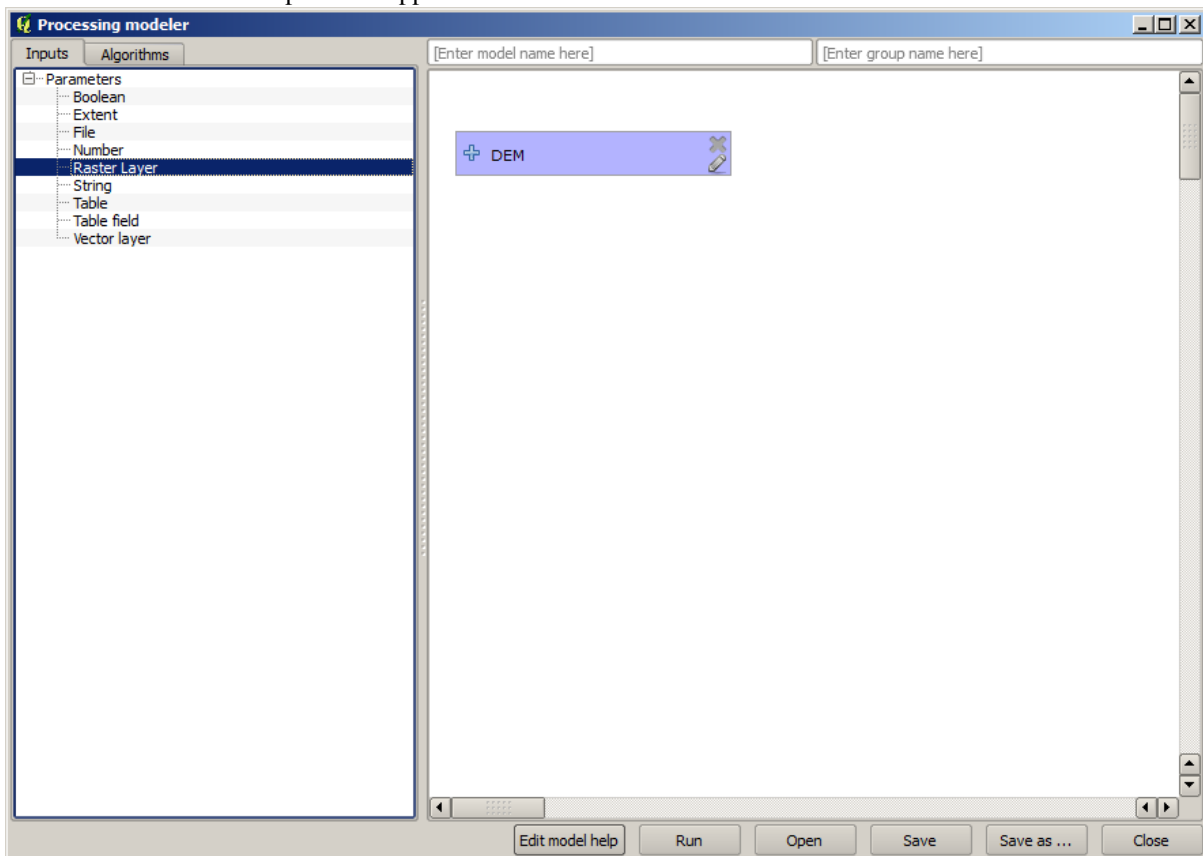 Processing modeler
Inputs Algorithms [Enter model name here] [Enter group name here]
Parameters
Boolean
Extent
File
Number
Raster Layer
String
Table
Table field
Vector layer
DEM
Edit model help Run Open Save Save as ... Close